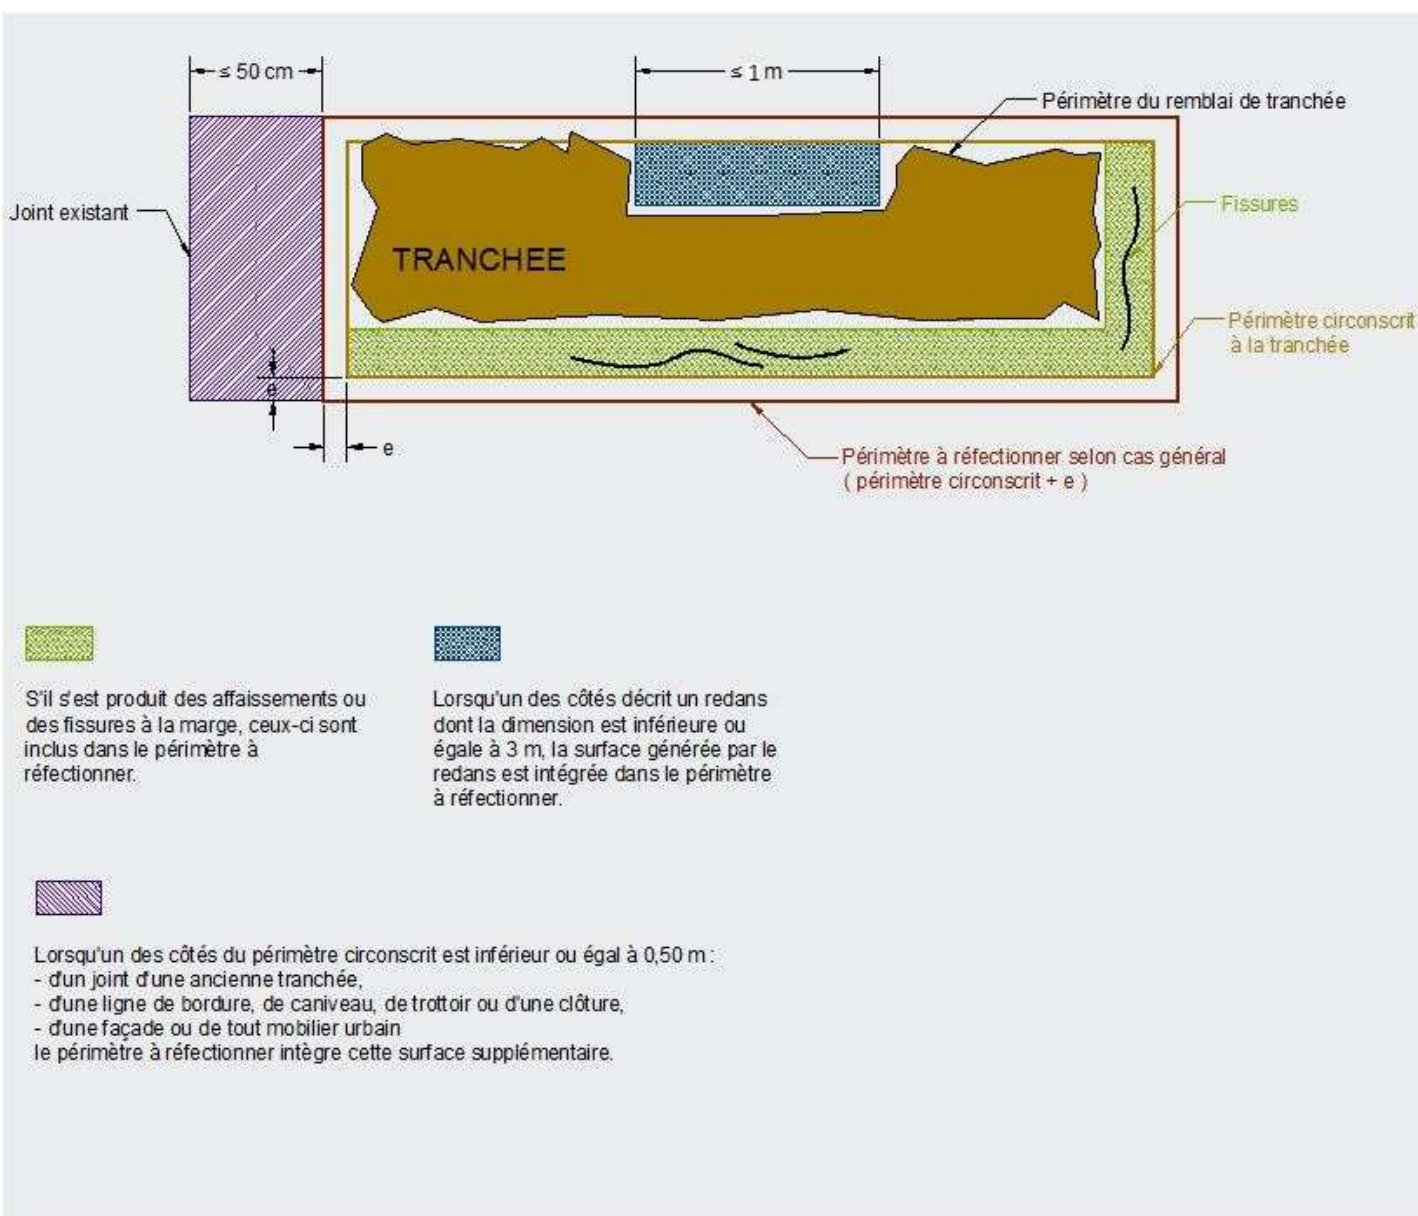 ≤ 50 cm
≤ 1 m
Périmètre du remblai de tranchée
Joint existant
Fissures
TRANCHEE
Périmètre circonscrit
à la tranchée
e
e
Périmètre à réfectionner selon cas général
( périmètre circonscrit + e )
S'il s'est produit des affaissements ou
des fissures à la marge, ceux-ci sont
inclus dans le périmètre à
réfectionner.
Lorsqu'un des côtés décrit un redans
dont la dimension est inférieure ou
égale à 3 m, la surface générée par le
redans est intégrée dans le périmètre
à réfectionner.
Lorsqu'un des côtés du périmètre circonscrit est inférieur ou égal à 0,50 m :
- d'un joint d'une ancienne tranchée,
- d'une ligne de bordure, de caniveau, de trottoir ou d'une clôture,
- d'une façade ou de tout mobilier urbain
le périmètre à réfectionner intègre cette surface supplémentaire.